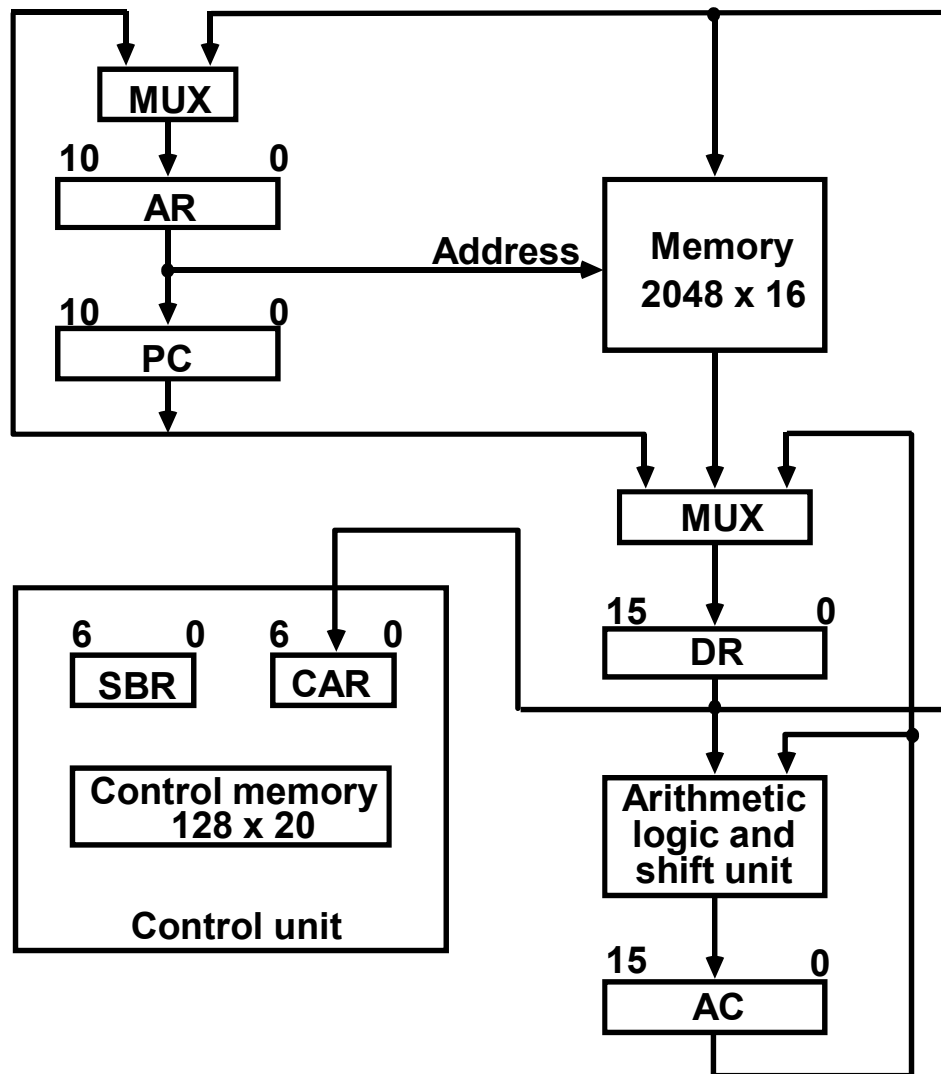 MUX
10 0
AR
Address
Memory
2048 x 16
10 0
PC
MUX
15 0
DR
6 0
SBR
6 0
CAR
Control memory
128 x 20
Control unit
Arithmetic
logic and
shift unit
15 0
AC